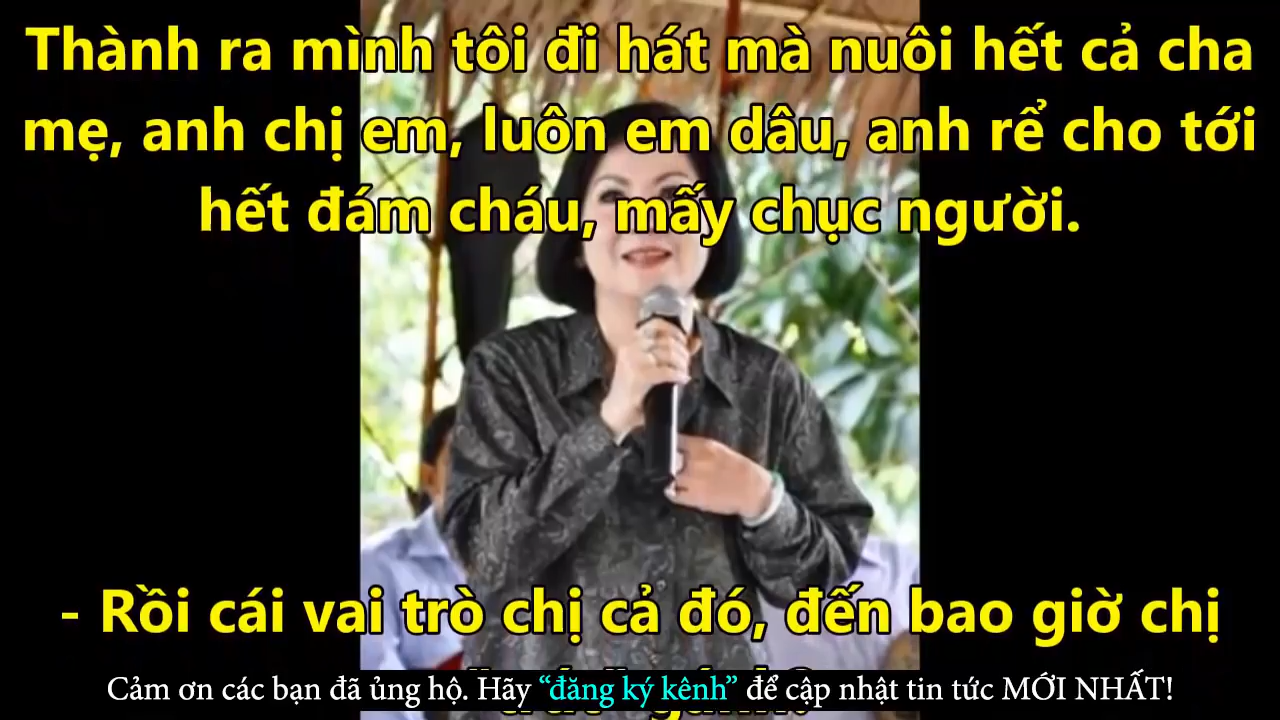 Thành ra mình tôi đi hát mà nuôi hết cả cha
mẹ, anh chị em, luôn em dâu, anh rể cho tới
hết đám cháu, mấy chục người.
- Rồi cái vai trò chị cả đó, đến bao giờ chị
Cảm ơn các bạn đã ủng hộ. Hãy “đăng ký kênh” để cập nhật tin tức MỚI NHẤT!